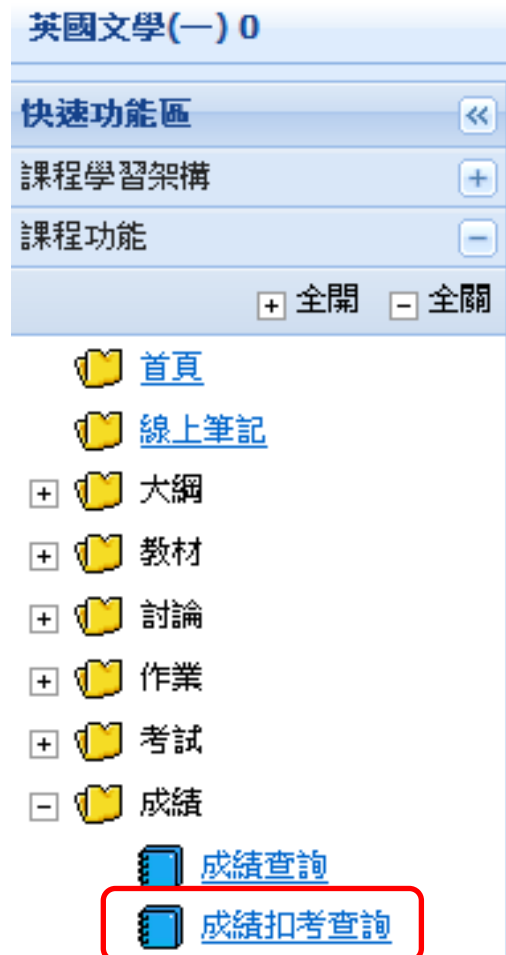 英國文學(一) 0
快速功能區
課程學習架構
課程功能
全開 全關
首頁
線上筆記
大綱
教材
討論
作業
考試
成績
成績查詢
成績扣考查詢